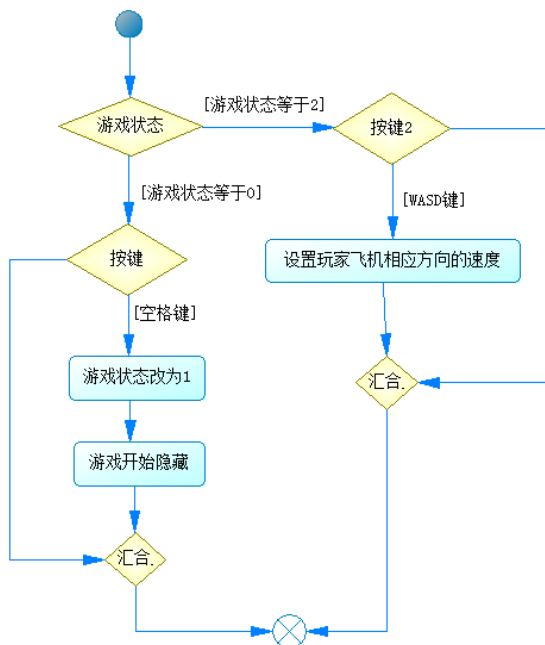 [游戏状态等于2]
游戏状态
按键2
[游戏状态等于0]
[WASD键]
按键
设置玩家飞机相应方向的速度
[空格键]
游戏状态改为1
汇合.
游戏开始隐藏
汇合.